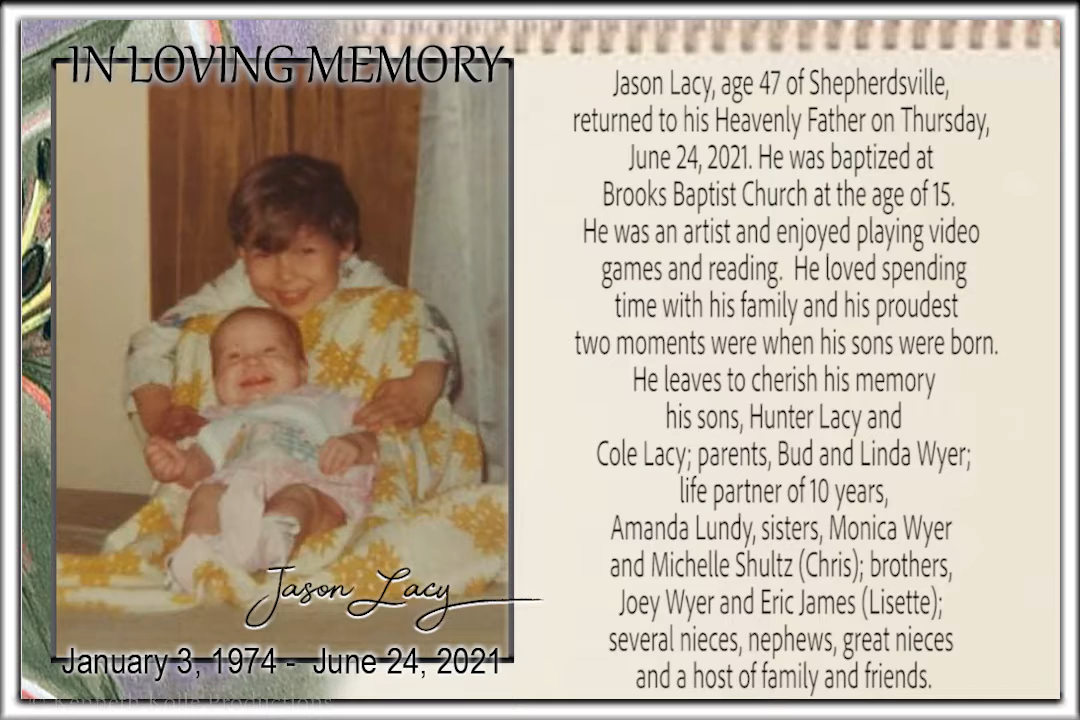 IN LOVING MEMORY
Jason Lacy
January 3, 1974 - June 24, 2021
Jason Lacy, age 47 of Shepherdsville,
returned to his Heavenly Father on Thursday,
June 24, 2021. He was baptized at
Brooks Baptist Church at the age of 15.
He was an artist and enjoyed playing video
games and reading. He loved spending
time with his family and his proudest
two moments were when his sons were born.
He leaves to cherish his memory
his sons, Hunter Lacy and
Cole Lacy; parents, Bud and Linda Wyer;
life partner of 10 years,
Amanda Lundy, sisters, Monica Wyer
and Michelle Shultz (Chris); brothers,
Joey Wyer and Eric James (Lisette);
several nieces, nephews, great nieces
and a host of family and friends.